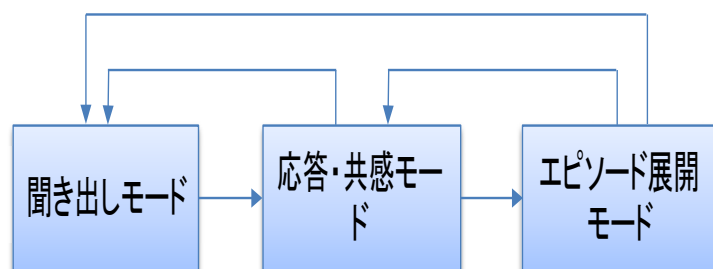 聞き出しモード
応答・共感モー
ド
エピソード展開
モード